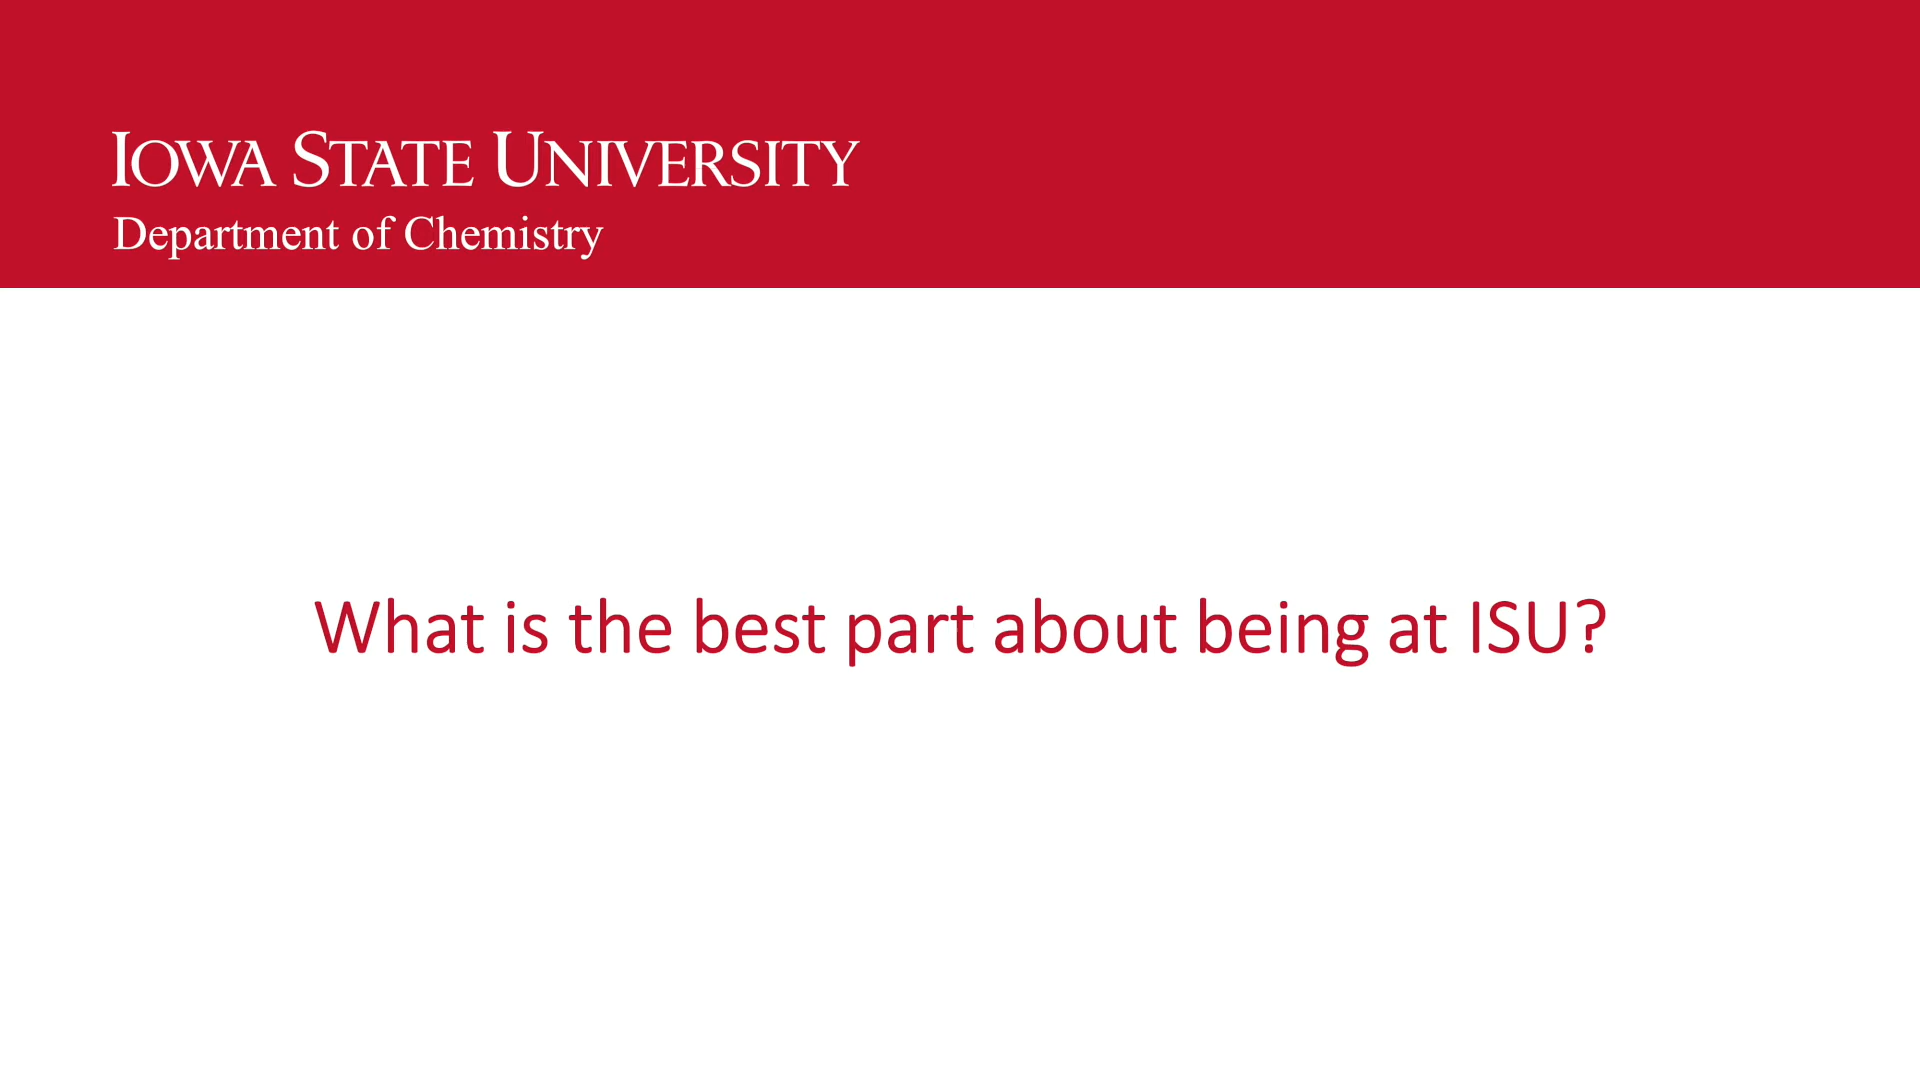 Iowa State University
Department of Chemistry
What is the best part about being at ISU?